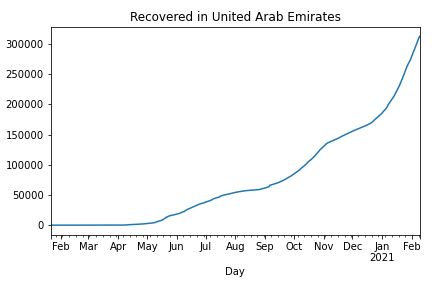 Recovered in United Arab Emirates
300000
250000
200000
150000
100000
50000
0
Feb Mar Apr May Jun Jul Aug Sep Oct Nov Dec Jan Feb
2021
Day